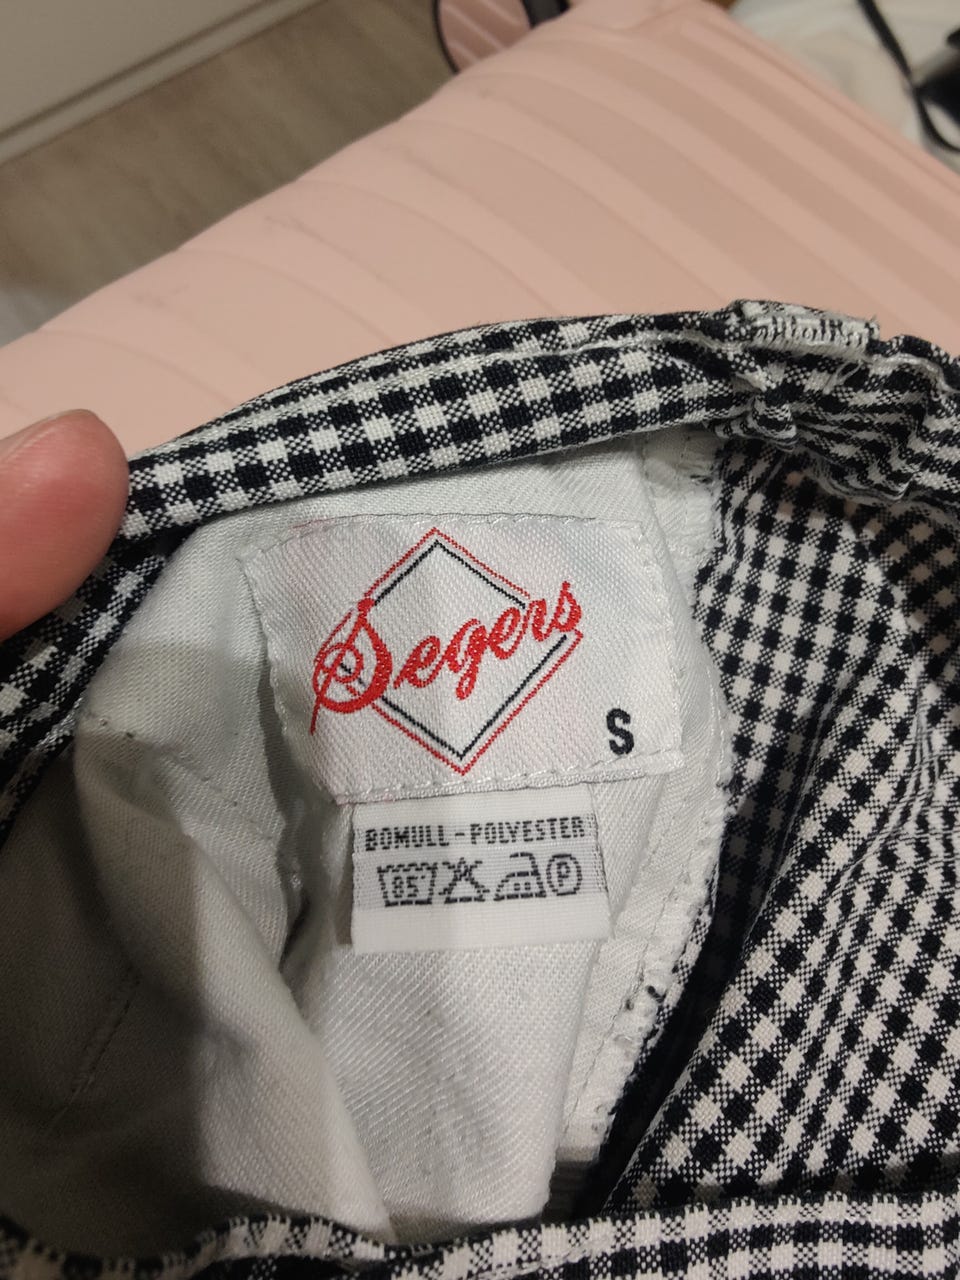 Segers
S
BOMULL-POLYESTER
85° P